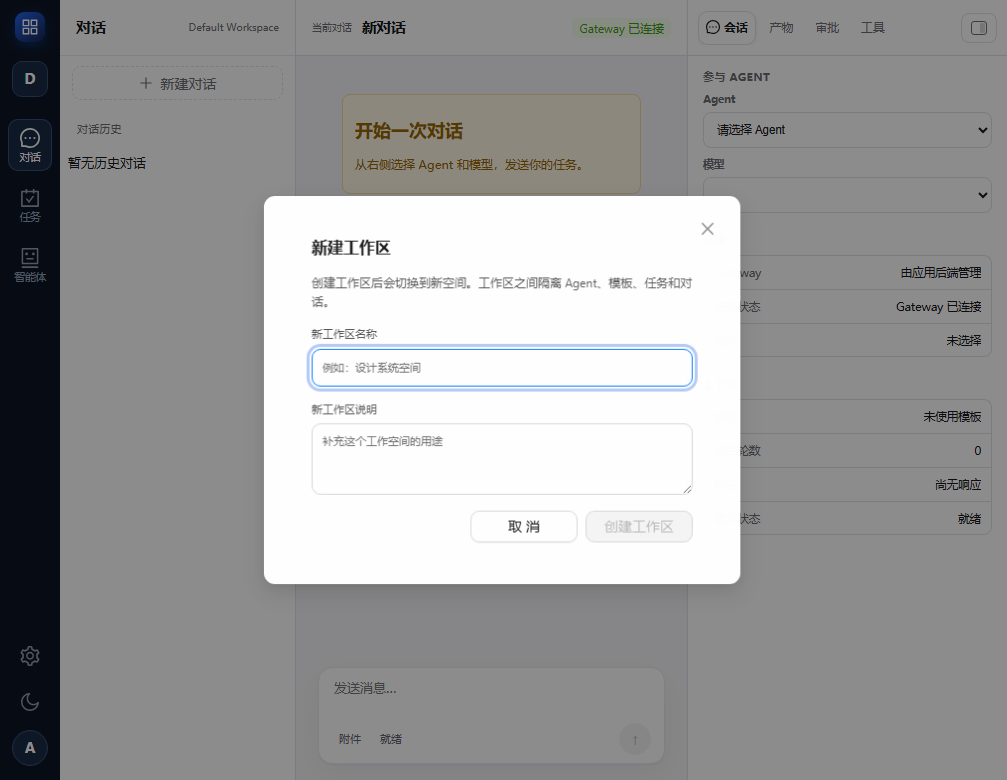 D
对话
任务
智能体
A
对话
Default Workspace
新建对话
对话历史
暂无历史对话
当前对话
新对话
Gateway 已连接
开始一次对话
从右侧选择 Agent 和模型，发送你的任务。
新建工作区
创建工作区后会切换到新空间。工作区之间隔离 Agent、模板、任务和对
话。
新工作区名称
例如：设计系统空间
新工作区说明
补充这个工作空间的用途
取 消
创建工作区
发送消息...
附件
就绪
↑
会话
产物
审批
工具
参与 AGENT
Agent
请选择 Agent
模型
way
由应用后端管理
状态
Gateway 已连接
未选择
未使用模板
轮数
0
尚无响应
状态
就绪